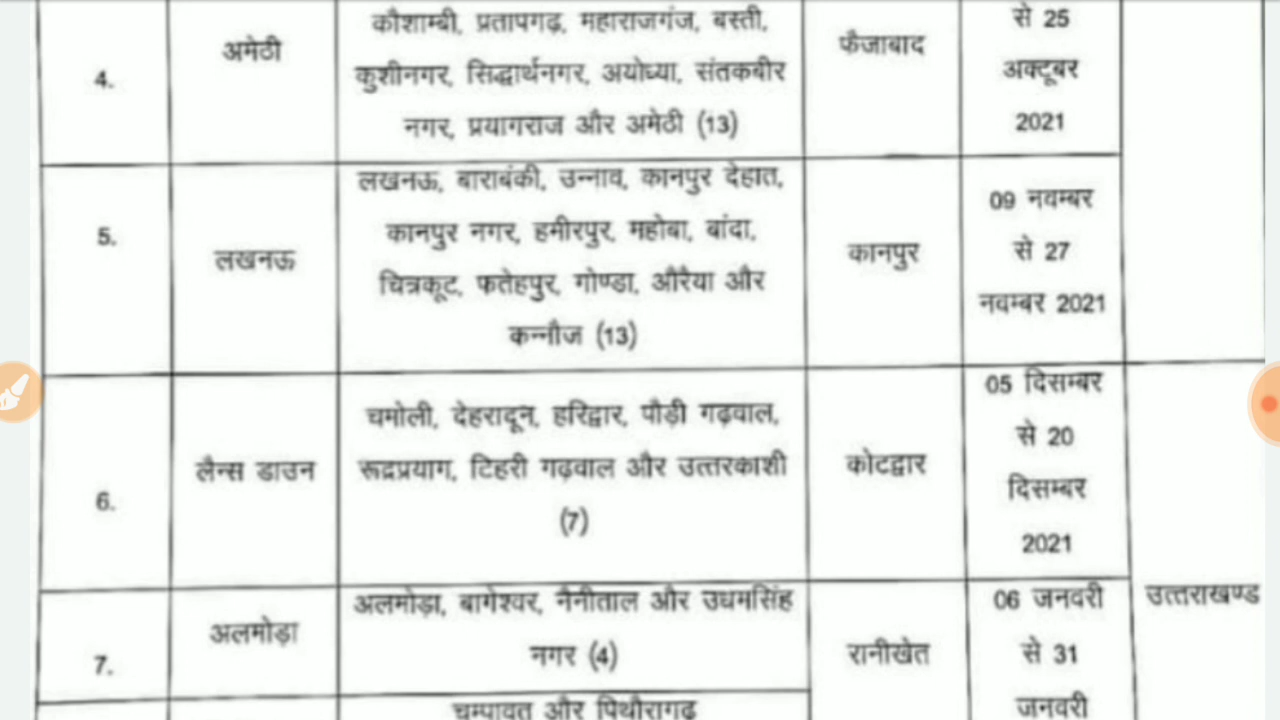 4.
अमेठी
कौशाम्बी, प्रतापगढ़, महाराजगंज, बस्ती,
कुशीनगर, सिद्धार्थनगर, अयोध्या, संतकबीर
नगर, प्रयागराज और अमेठी (13)
फैजाबाद
से 25
अक्टूबर
2021
5.
लखनऊ
लखनऊ, बाराबंकी, उन्नाव, कानपुर देहात,
कानपुर नगर, हमीरपुर, महोबा, बांदा,
चित्रकूट, फतेहपुर, गोण्डा, औरैया और
कन्नौज (13)
कानपुर
09 नवम्बर
से 27
नवम्बर 2021
6.
लैन्स डाउन
चमोली, देहरादून, हरिद्वार, पौड़ी गढ़वाल,
रूद्रप्रयाग, टिहरी गढ़वाल और उत्तरकाशी
(7)
कोटद्वार
05 दिसम्बर
से 20
दिसम्बर
2021
7.
अलमोड़ा
अलमोड़ा, बागेश्वर, नैनीताल और उधमसिंह
नगर (4)
रानीखेत
06 जनवरी
से 31
जनवरी
उत्तराखण्ड
चम्पावत और पिथौरागढ़